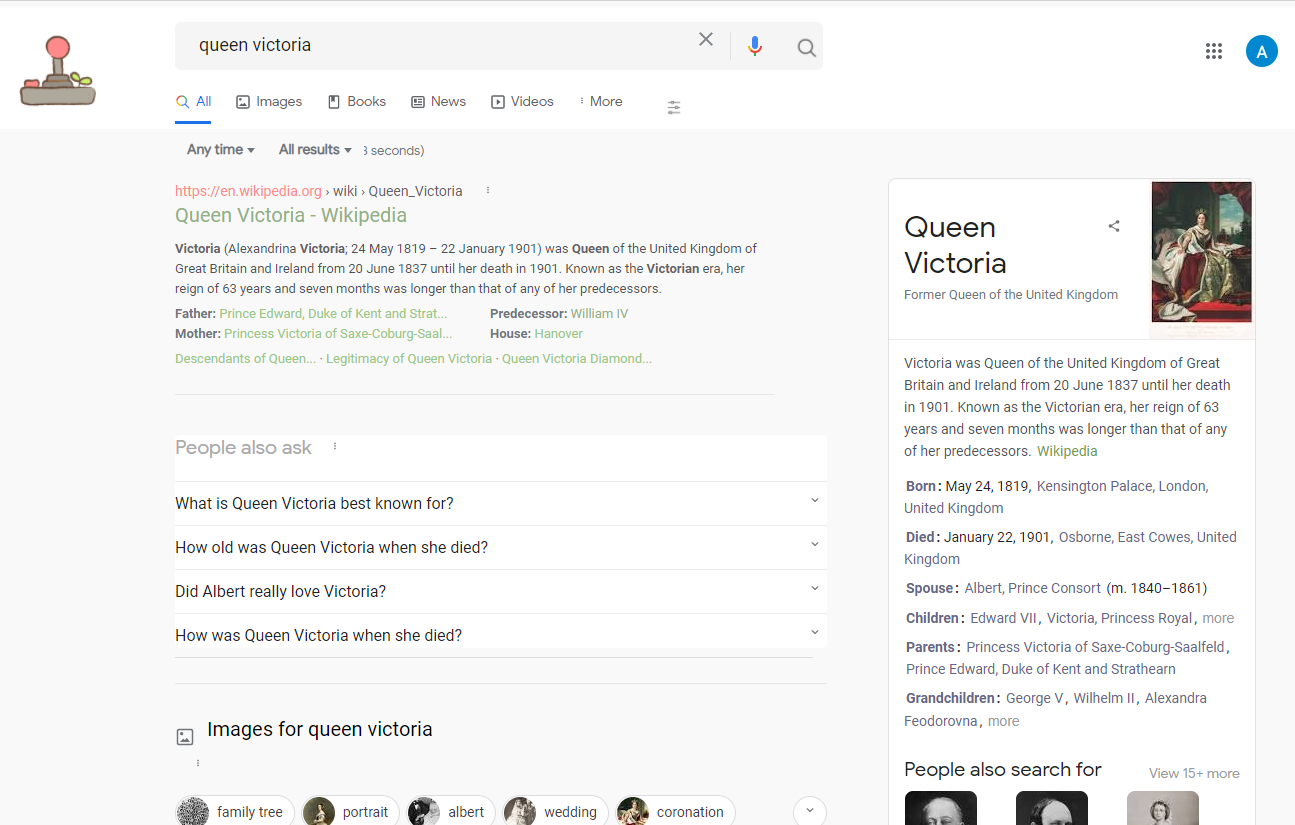 queen victoria
A
All Images Books News Videos More
Any time All results seconds)
https://en.wikipedia.org › wiki › Queen_Victoria
Queen Victoria - Wikipedia
Victoria (Alexandrina Victoria; 24 May 1819 – 22 January 1901) was Queen of the United Kingdom of
Great Britain and Ireland from 20 June 1837 until her death in 1901. Known as the Victorian era, her
reign of 63 years and seven months was longer than that of any of her predecessors.
Father: Prince Edward, Duke of Kent and Strat... Predecessor: William IV
Mother: Princess Victoria of Saxe-Coburg-Saal... House: Hanover
Descendants of Queen... · Legitimacy of Queen Victoria · Queen Victoria Diamond...
People also ask
What is Queen Victoria best known for?
How old was Queen Victoria when she died?
Did Albert really love Victoria?
How was Queen Victoria when she died?
Images for queen victoria
family tree portrait albert wedding coronation
Queen
Victoria
Former Queen of the United Kingdom
Victoria was Queen of the United Kingdom of Great
Britain and Ireland from 20 June 1837 until her death
in 1901. Known as the Victorian era, her reign of 63
years and seven months was longer than that of any
of her predecessors. Wikipedia
Born: May 24, 1819, Kensington Palace, London,
United Kingdom
Died: January 22, 1901, Osborne, East Cowes, United
Kingdom
Spouse: Albert, Prince Consort (m. 1840–1861)
Children: Edward VII, Victoria, Princess Royal, more
Parents: Princess Victoria of Saxe-Coburg-Saalfeld,
Prince Edward, Duke of Kent and Strathearn
Grandchildren: George V, Wilhelm II, Alexandra
Feodorovna, more
People also search for View 15+ more